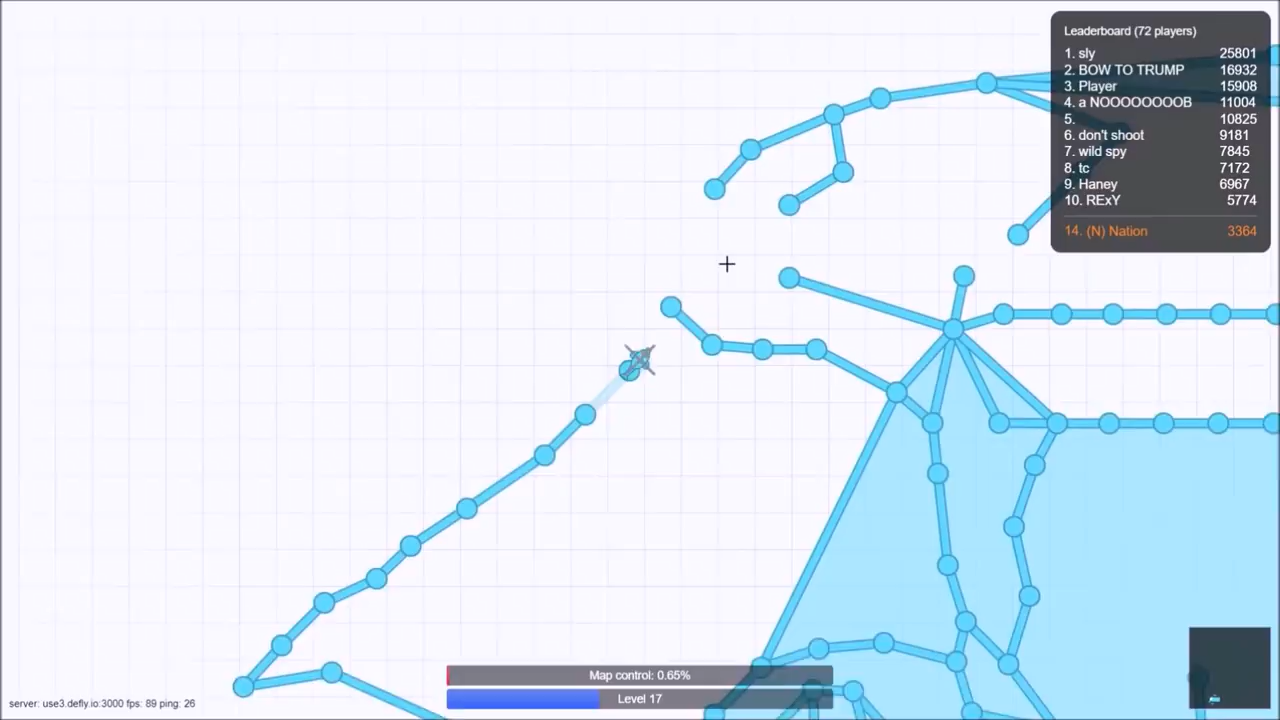 Leaderboard (72 players)
1. sly 25801
2. BOW TO TRUMP 16932
3. Player 15908
4. a NOOOOOOOOB 11004
5. 10825
6. don't shoot 9181
7. wild spy 7845
8. tc 7172
9. Haney 6967
10. RExY 5774
14. (N) Nation 3364
Map control: 0.65%
Level 17
server: use3.defly.io:3000 fps: 89 ping: 26